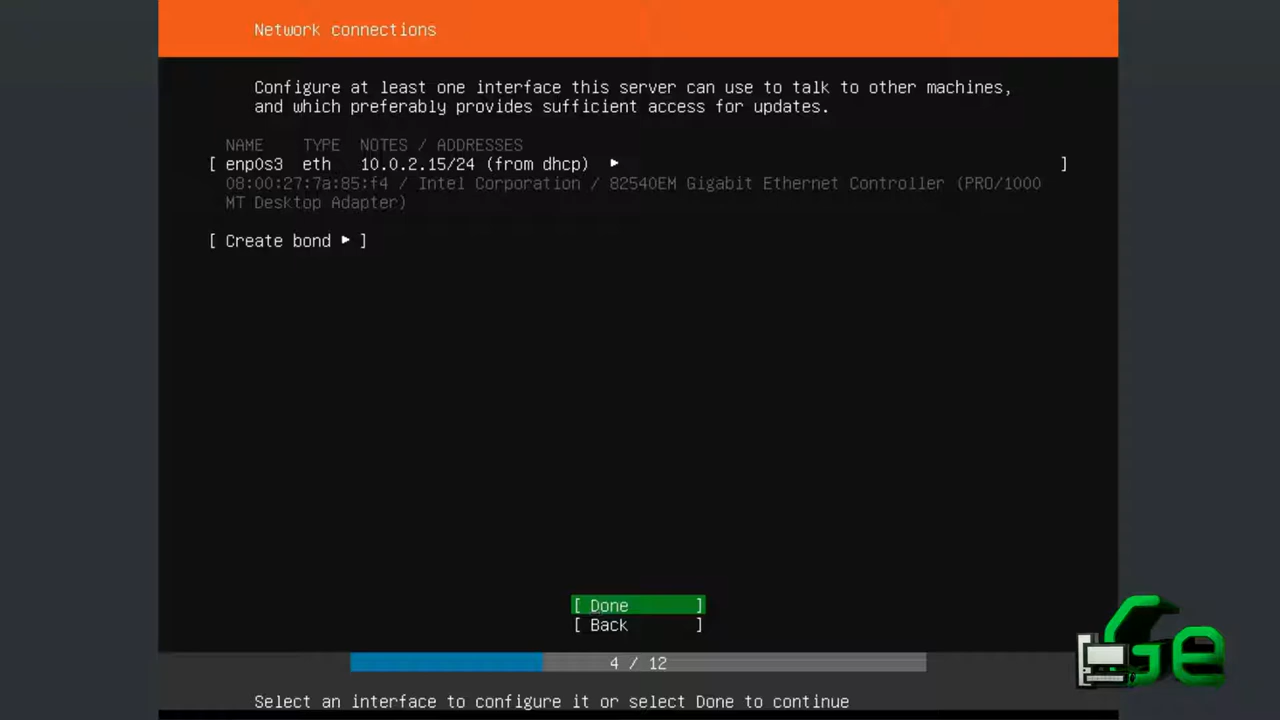 Network connections
Configure at least one interface this server can use to talk to other machines,
and which preferably provides sufficient access for updates.
NAME TYPE NOTES / ADDRESSES
[ enp0s3 eth 10.0.2.15/24 (from dhcp) ▸ ]
08:00:27:7a:85:f4 / Intel Corporation / 82540EM Gigabit Ethernet Controller (PRO/1000
MT Desktop Adapter)
[ Create bond ▸ ]
[ Done ]
[ Back ]
4 / 12
Select an interface to configure it or select Done to continue
Ge